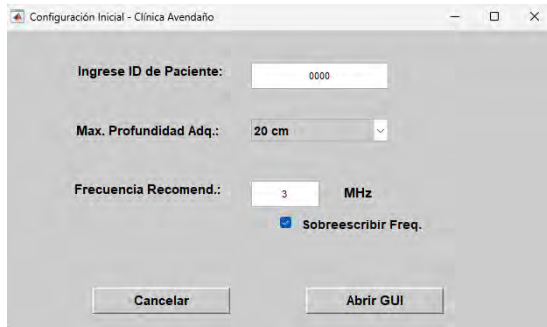 Configuración Inicial - Clínica Avendaño
Ingrese ID de Paciente: 0000
Max. Profundidad Adq.: 20 cm
Frecuencia Recomend.: 3 MHz
Sobreescribir Freq.
Cancelar Abrir GUI